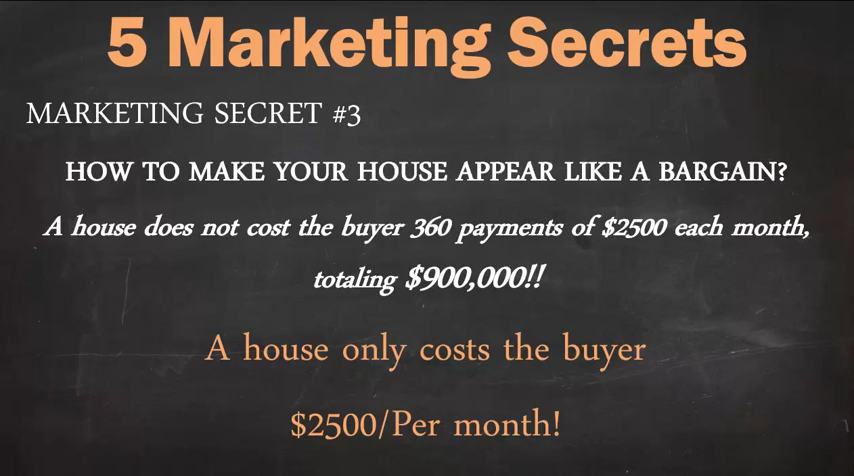 5 Marketing Secrets
MARKETING SECRET #3
HOW TO MAKE YOUR HOUSE APPEAR LIKE A BARGAIN?
A house does not cost the buyer 360 payments of $2500 each month,
totaling $900,000!!
A house only costs the buyer
$2500/Per month!